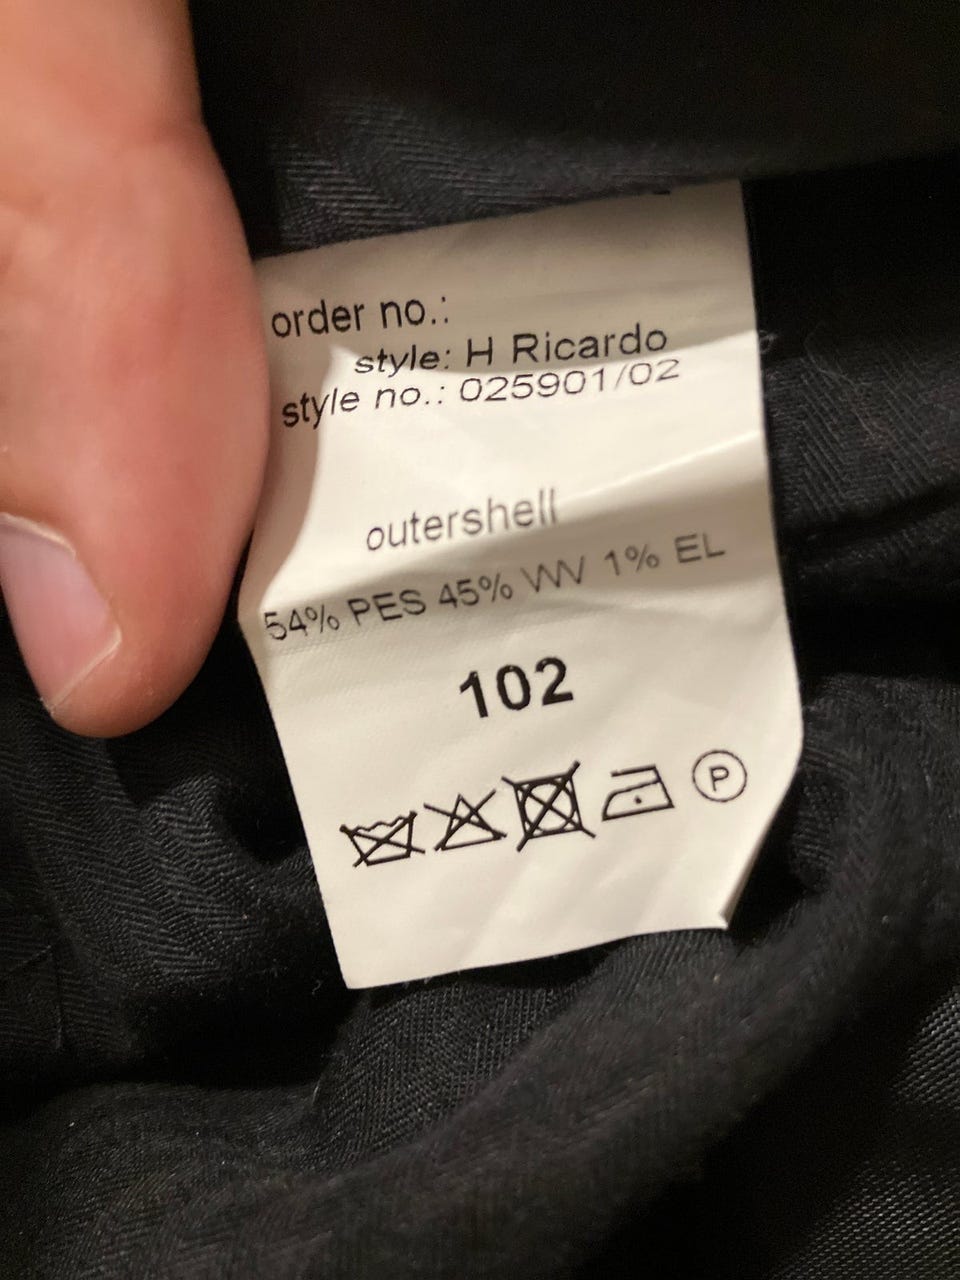 order no.:
style: H Ricardo
style no.: 025901/02
outershell
54% PES 45% WV 1% EL
102
P